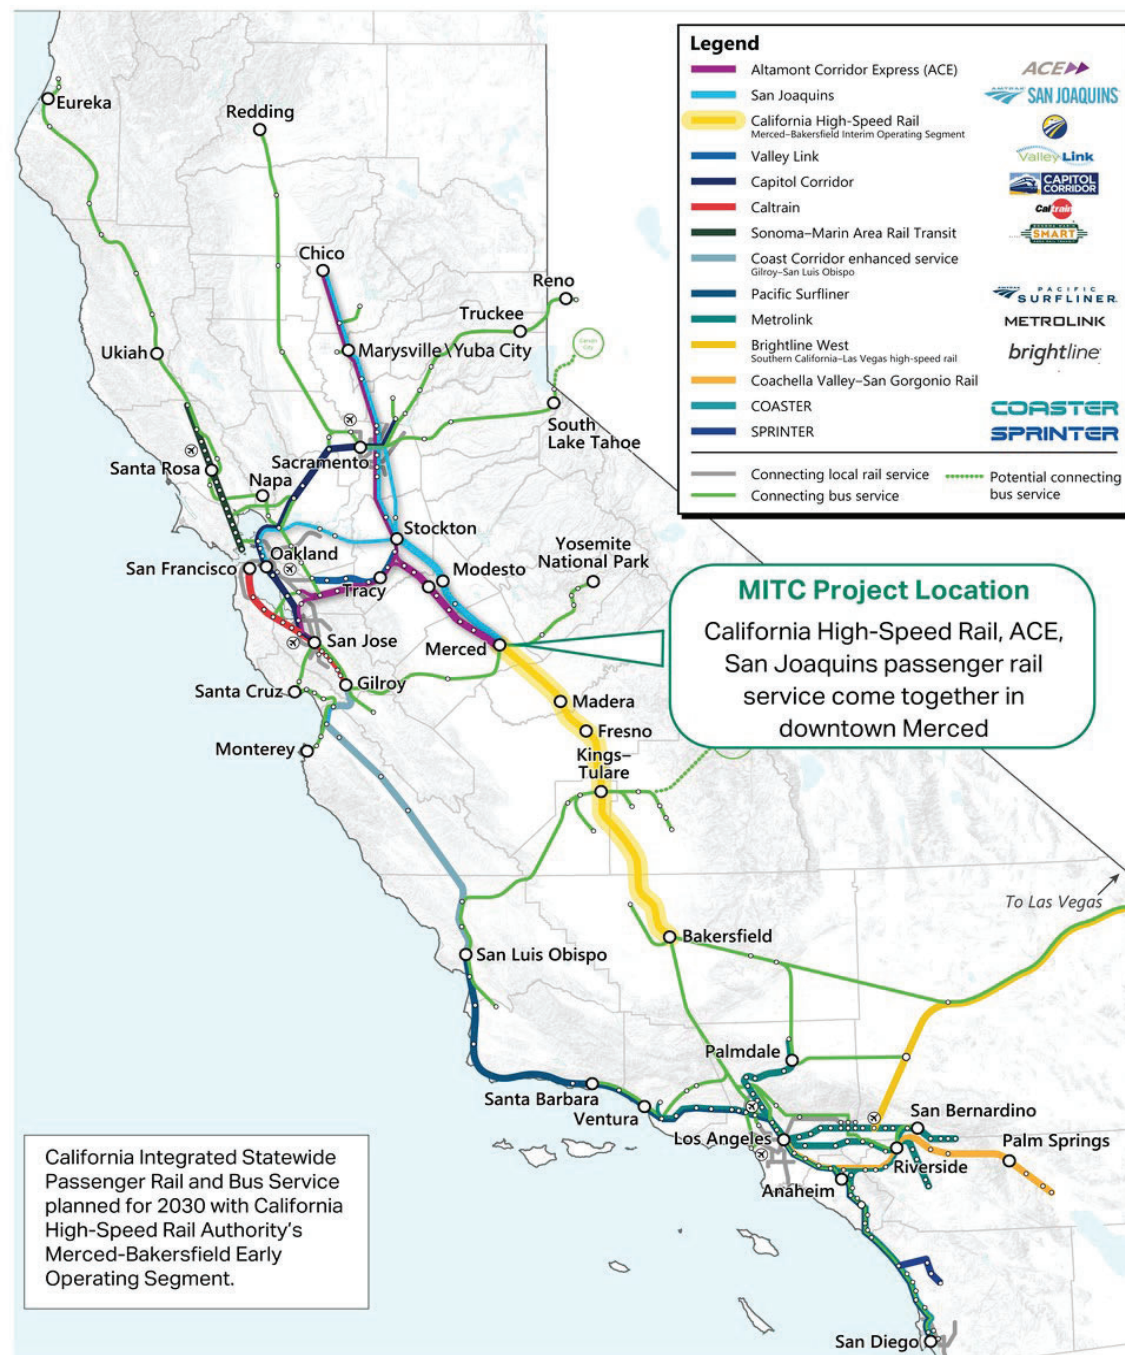 Legend
Altamont Corridor Express (ACE)
ACE
San Joaquins
AMTRAK SAN JOAQUINS
California High-Speed Rail
Merced–Bakersfield Interim Operating Segment
Valley Link
Valley Link
Capitol Corridor
CAPITOL
CORRIDOR
Caltrain
Caltrain
Sonoma–Marin Area Rail Transit
SMART
Coast Corridor enhanced service
Gilroy–San Luis Obispo
Pacific Surfliner
AMTRAK PACIFIC
SURFLINER
Metrolink
METROLINK
Brightline West
Southern California–Las Vegas high-speed rail
brightline
Coachella Valley–San Gorgonio Rail
COASTER
COASTER
SPRINTER
SPRINTER
Connecting local rail service
Connecting bus service
Potential connecting
bus service
Eureka
Redding
Chico
Reno
Truckee
Carson
City
Ukiah
Marysville\Yuba City
South
Lake Tahoe
Sacramento
Santa Rosa
Napa
Stockton
Oakland
San Francisco
Modesto
Yosemite
National Park
Tracy
San Jose
Merced
Santa Cruz
Gilroy
Madera
Monterey
Fresno
Kings–
Tulare
MITC Project Location
California High-Speed Rail, ACE,
San Joaquins passenger rail
service come together in
downtown Merced
To Las Vegas
Bakersfield
San Luis Obispo
Palmdale
Santa Barbara
Ventura
San Bernardino
Los Angeles
Palm Springs
Riverside
Anaheim
San Diego
California Integrated Statewide
Passenger Rail and Bus Service
planned for 2030 with California
High-Speed Rail Authority's
Merced-Bakersfield Early
Operating Segment.